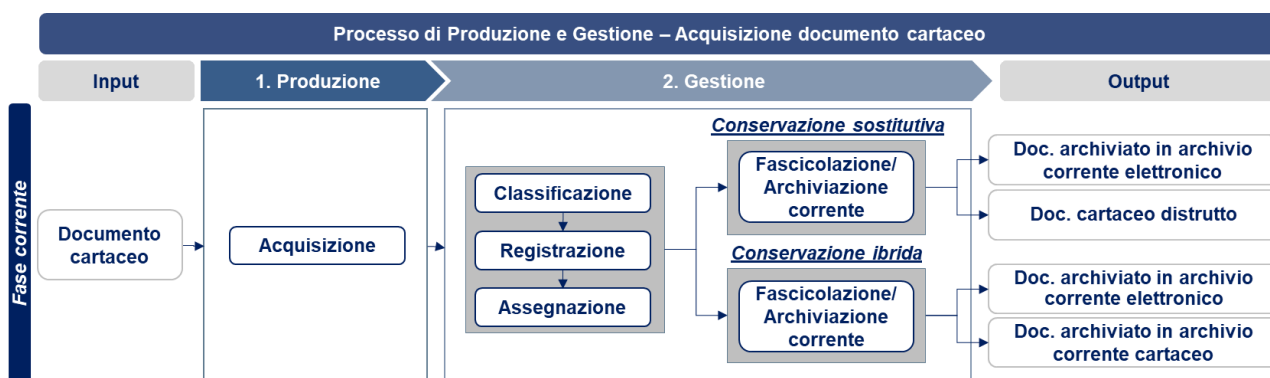 Processo di Produzione e Gestione – Acquisizione documento cartaceo
Input
1. Produzione
2. Gestione
Output
Fase corrente
Documento
cartaceo
Acquisizione
Classificazione
Registrazione
Assegnazione
Conservazione sostitutiva
Fascicolazione/
Archiviazione
corrente
Conservazione ibrida
Fascicolazione/
Archiviazione
corrente
Doc. archiviato in archivio
corrente elettronico
Doc. cartaceo distrutto
Doc. archiviato in archivio
corrente elettronico
Doc. archiviato in archivio
corrente cartaceo